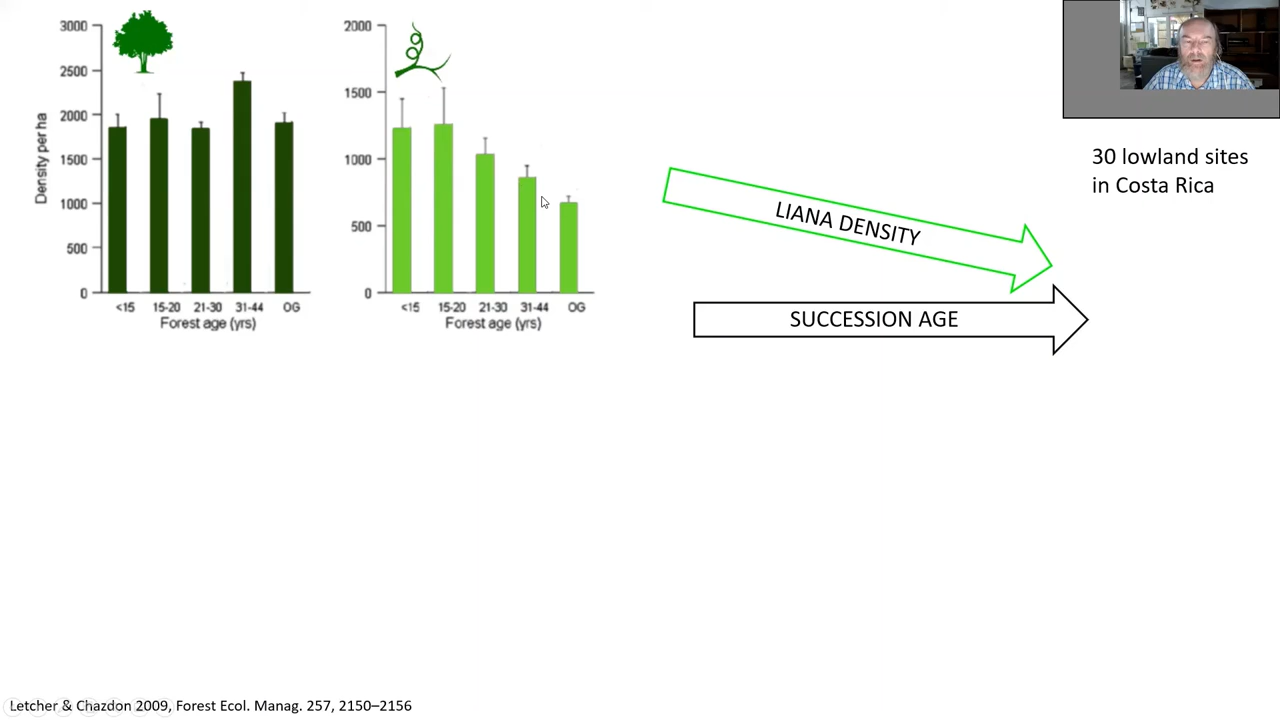 3000
2500
2000
1500
1000
500
0
Density per ha
<15 15-20 21-30 31-44 OG
Forest age (yrs)
2000
1500
1000
500
0
<15 15-20 21-30 31-44 OG
Forest age (yrs)
LIANA DENSITY
SUCCESSION AGE
30 lowland sites
in Costa Rica
Letcher & Chazdon 2009, Forest Ecol. Manag. 257, 2150–2156